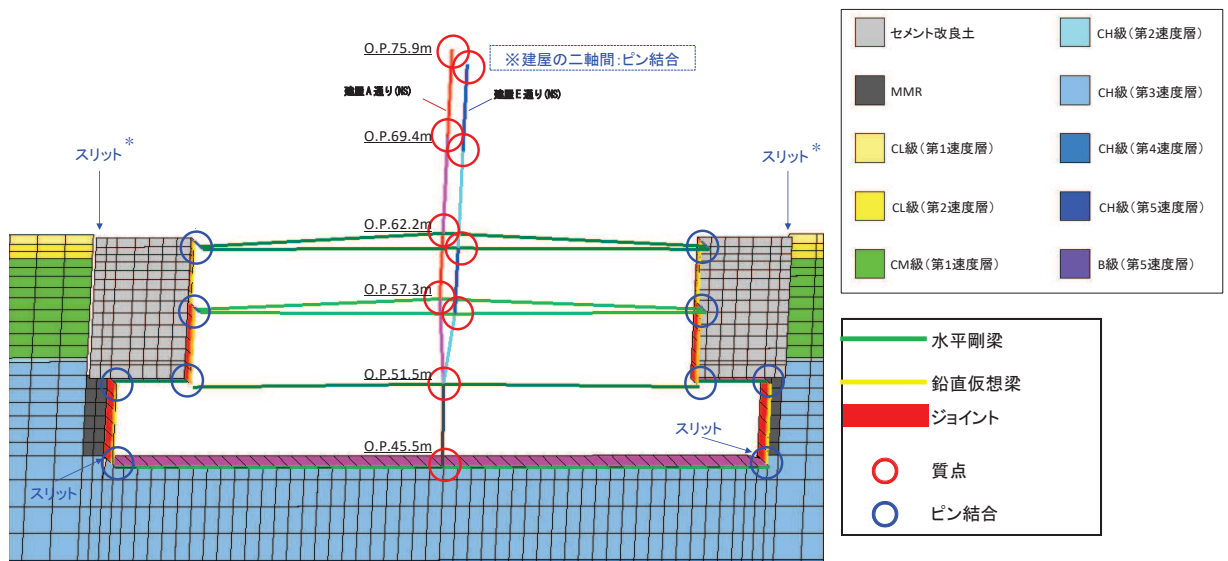 O.P.75.9m
※建屋の二軸間:ピン結合
建屋A通り(NS)
建屋E通り(NS)
O.P.69.4m
スリット*
スリット*
O.P.62.2m
O.P.57.3m
O.P.51.5m
スリット
O.P.45.5m
スリット
セメント改良土
CH級(第2速度層)
MMR
CH級(第3速度層)
CL級(第1速度層)
CH級(第4速度層)
CL級(第2速度層)
CH級(第5速度層)
CM級(第1速度層)
B級(第5速度層)
水平剛梁
鉛直仮想梁
ジョイント
質点
ピン結合